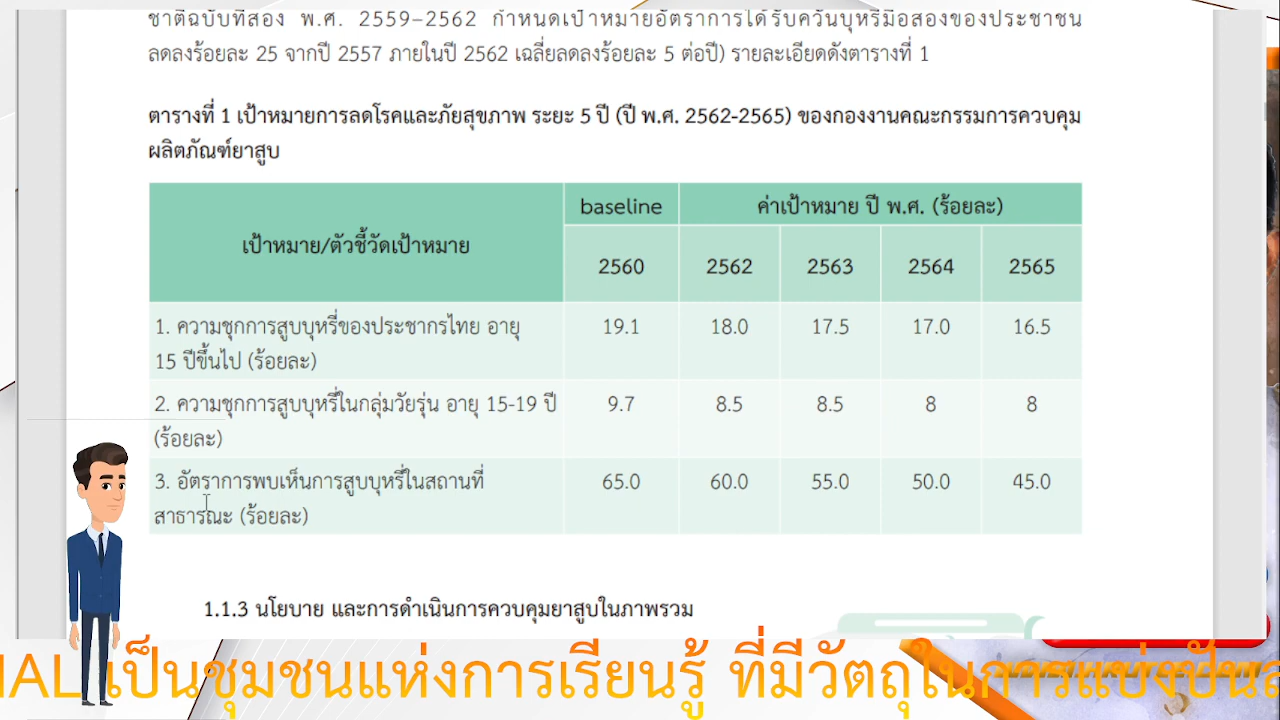 ชาติฉบับที่สอง พ.ศ. 2559–2562 กำหนดเป้าหมายอัตราการได้รับควันบุหรี่มือสองของประชาชน
ลดลงร้อยละ 25 จากปี 2557 ภายในปี 2562 เฉลี่ยลดลงร้อยละ 5 ต่อปี) รายละเอียดดังตารางที่ 1
ตารางที่ 1 เป้าหมายการลดโรคและภัยสุขภาพ ระยะ 5 ปี (ปี พ.ศ. 2562-2565) ของกองงานคณะกรรมการควบคุม
ผลิตภัณฑ์ยาสูบ
เป้าหมาย/ตัวชี้วัดเป้าหมาย
baseline
ค่าเป้าหมาย ปี พ.ศ. (ร้อยละ)
2560 2562 2563 2564 2565
1. ความชุกการสูบบุหรี่ของประชากรไทย อายุ 19.1 18.0 17.5 17.0 16.5
15 ปีขึ้นไป (ร้อยละ)
2. ความชุกการสูบบุหรี่ในกลุ่มวัยรุ่น อายุ 15-19 ปี 9.7 8.5 8.5 8 8
(ร้อยละ)
3. อัตราการพบเห็นการสูบบุหรี่ในสถานที่ 65.0 60.0 55.0 50.0 45.0
สาธารณะ (ร้อยละ)
1.1.3 นโยบาย และการดำเนินการควบคุมยาสูบในภาพรวม
เป็นชุมชนแห่งการเรียนรู้ ที่มีวัตถุในการแบ่งปัน